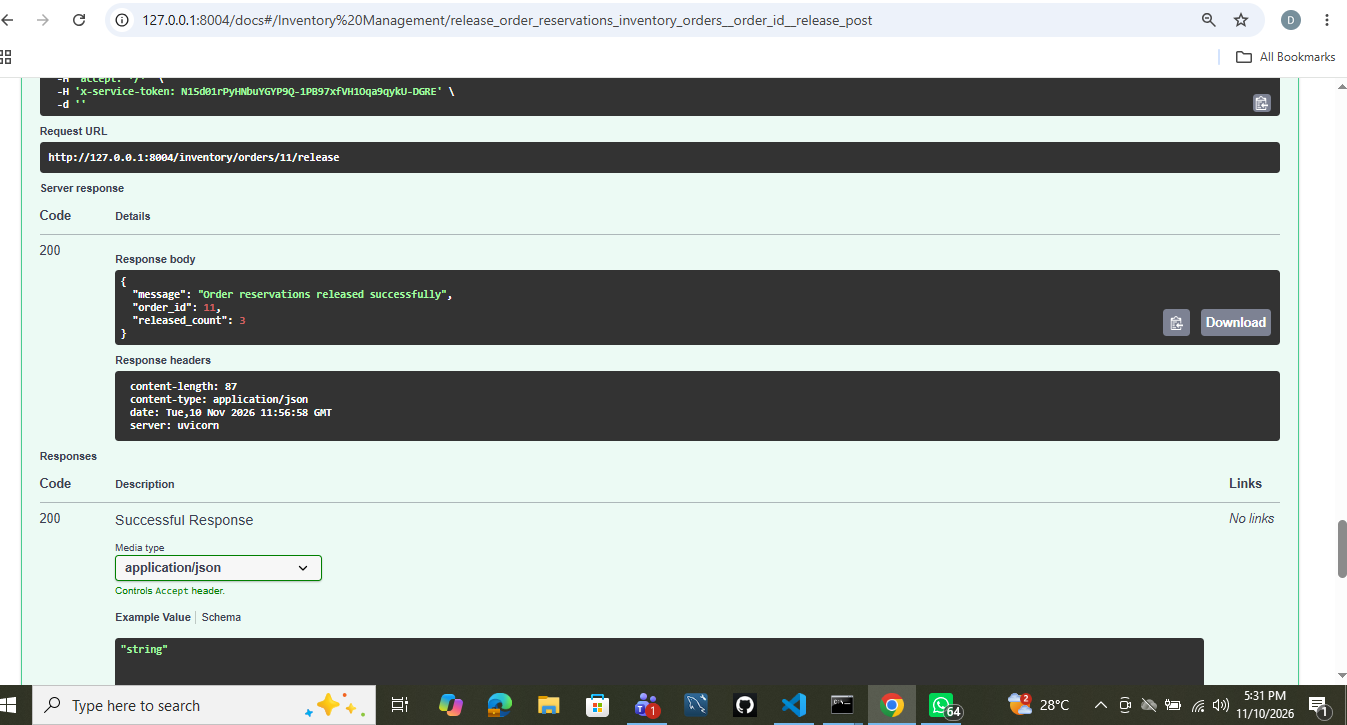 127.0.0.1:8004/docs#/Inventory%20Management/release_order_reservations_inventory_orders__order_id__release_post
D
All Bookmarks
-H 'accept: */*' \
-H 'x-service-token: N15d01rPyHNbuYGYP9Q-1PB97xfVH1Oqa9qykU-DGRE' \
-d ''
Request URL
http://127.0.0.1:8004/inventory/orders/11/release
Server response
Code Details
200
Response body
{
"message": "Order reservations released successfully",
"order_id": 11,
"released_count": 3
}
Download
Response headers
content-length: 87
content-type: application/json
date: Tue,10 Nov 2026 11:56:58 GMT
server: uvicorn
Responses
Code Description Links
200 Successful Response No links
Media type
application/json
Controls Accept header.
Example Value Schema
"string"
Type here to search
1
64
2
28°C
5:31 PM
11/10/2026
1